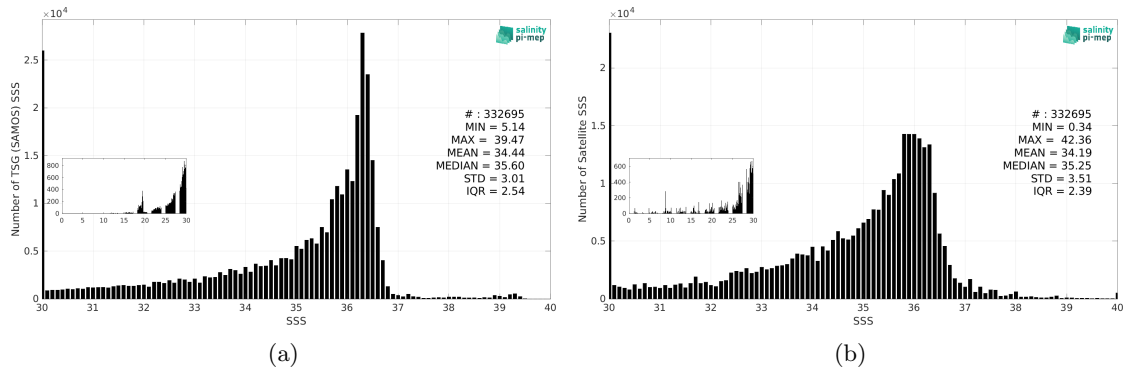 ×10⁴
2.5
2
1.5
1
0.5
0
30 31 32 33 34 35 36 37 38 39 40
SSS
Number of TSG (SAMOS) SSS
salinity
pi-mep
# : 332695
MIN = 5.14
MAX = 39.47
MEAN = 34.44
MEDIAN = 35.60
STD = 3.01
IQR = 2.54
800
600
400
200
0
0 5 10 15 20 25 30
(a)
×10⁴
2
1.5
1
0.5
0
30 31 32 33 34 35 36 37 38 39 40
SSS
Number of Satellite SSS
salinity
pi-mep
# : 332695
MIN = 0.34
MAX = 42.36
MEAN = 34.19
MEDIAN = 35.25
STD = 3.51
IQR = 2.39
600
400
200
0
0 5 10 15 20 25 30
(b)